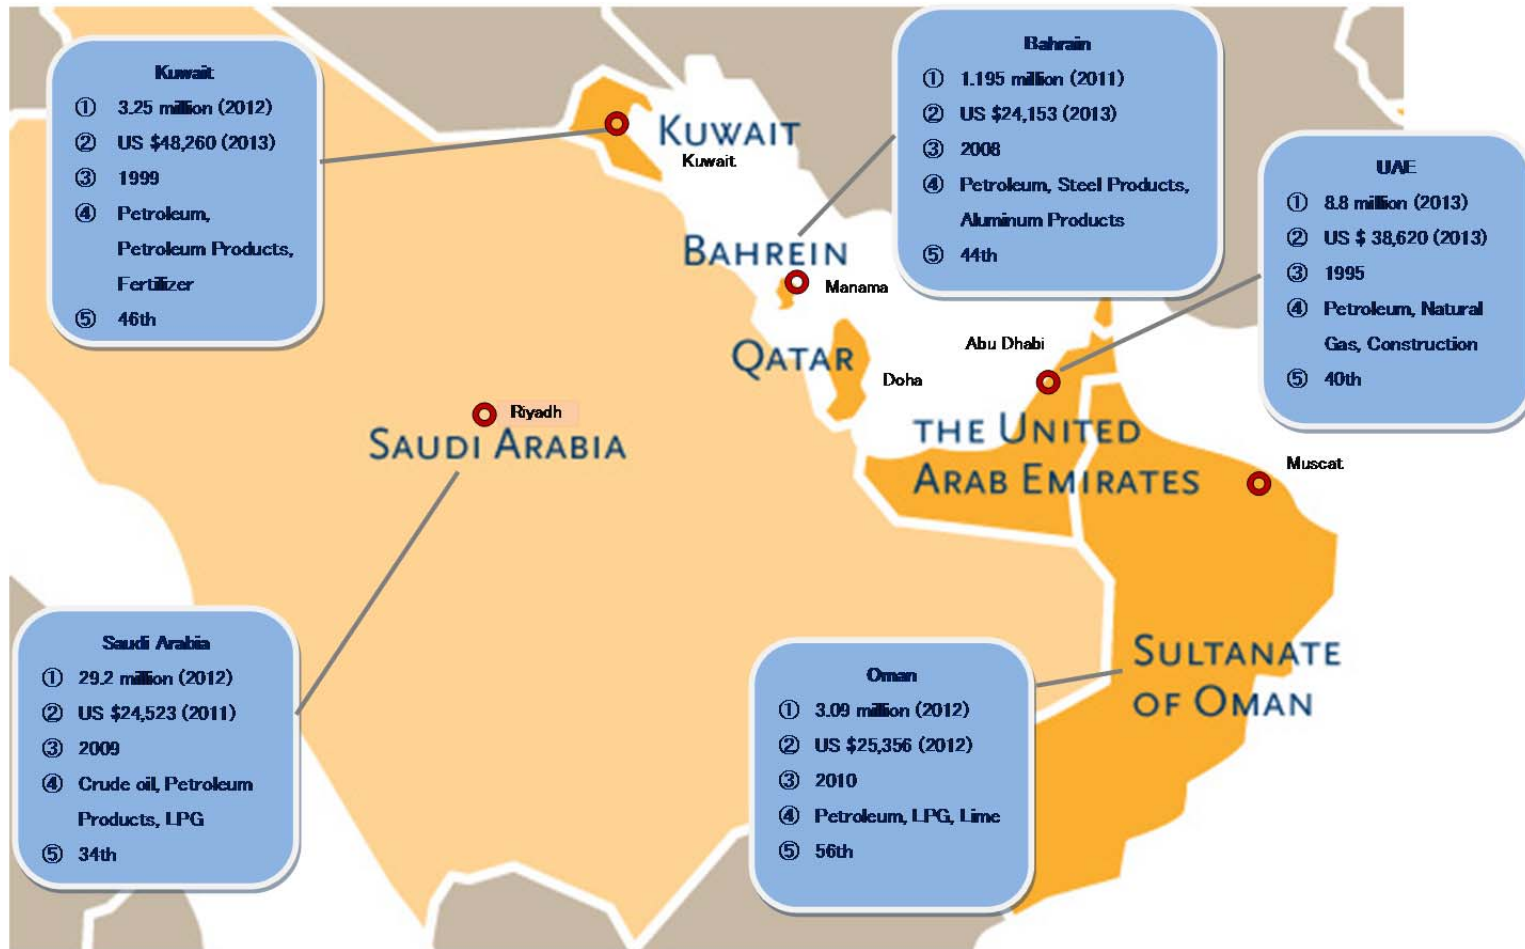 Kuwait
① 3.25 million (2012)
② US $48,260 (2013)
③ 1999
④ Petroleum,
Petroleum Products,
Fertilizer
⑤ 46th
Bahrain
① 1.195 million (2011)
② US $24,153 (2013)
③ 2008
④ Petroleum, Steel Products,
Aluminum Products
⑤ 44th
UAE
① 8.8 million (2013)
② US $ 38,620 (2013)
③ 1995
④ Petroleum, Natural
Gas, Construction
⑤ 40th
KUWAIT
Kuwait
BAHREIN
Manama
QATAR
Doha
Abu Dhabi
THE UNITED
ARAB EMIRATES
Riyadh
SAUDI ARABIA
Muscat
SULTANATE
OF OMAN
Saudi Arabia
① 29.2 million (2012)
② US $24,523 (2011)
③ 2009
④ Crude oil, Petroleum
Products, LPG
⑤ 34th
Oman
① 3.09 million (2012)
② US $25,356 (2012)
③ 2010
④ Petroleum, LPG, Lime
⑤ 56th